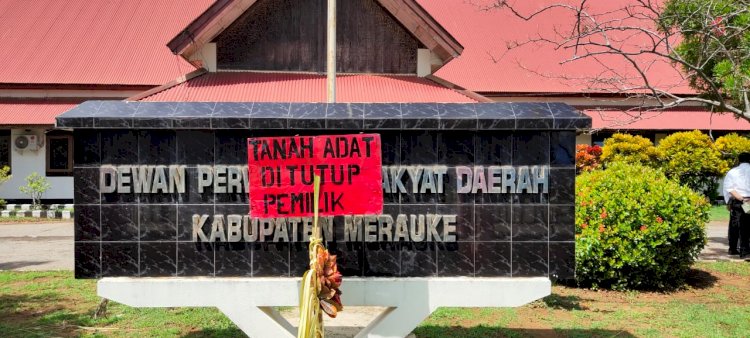 TANAH ADAT
DITUTUP
PEMILIK
DEWAN PERW AKYAT DAERAH
KABUPATEN MERAUKE